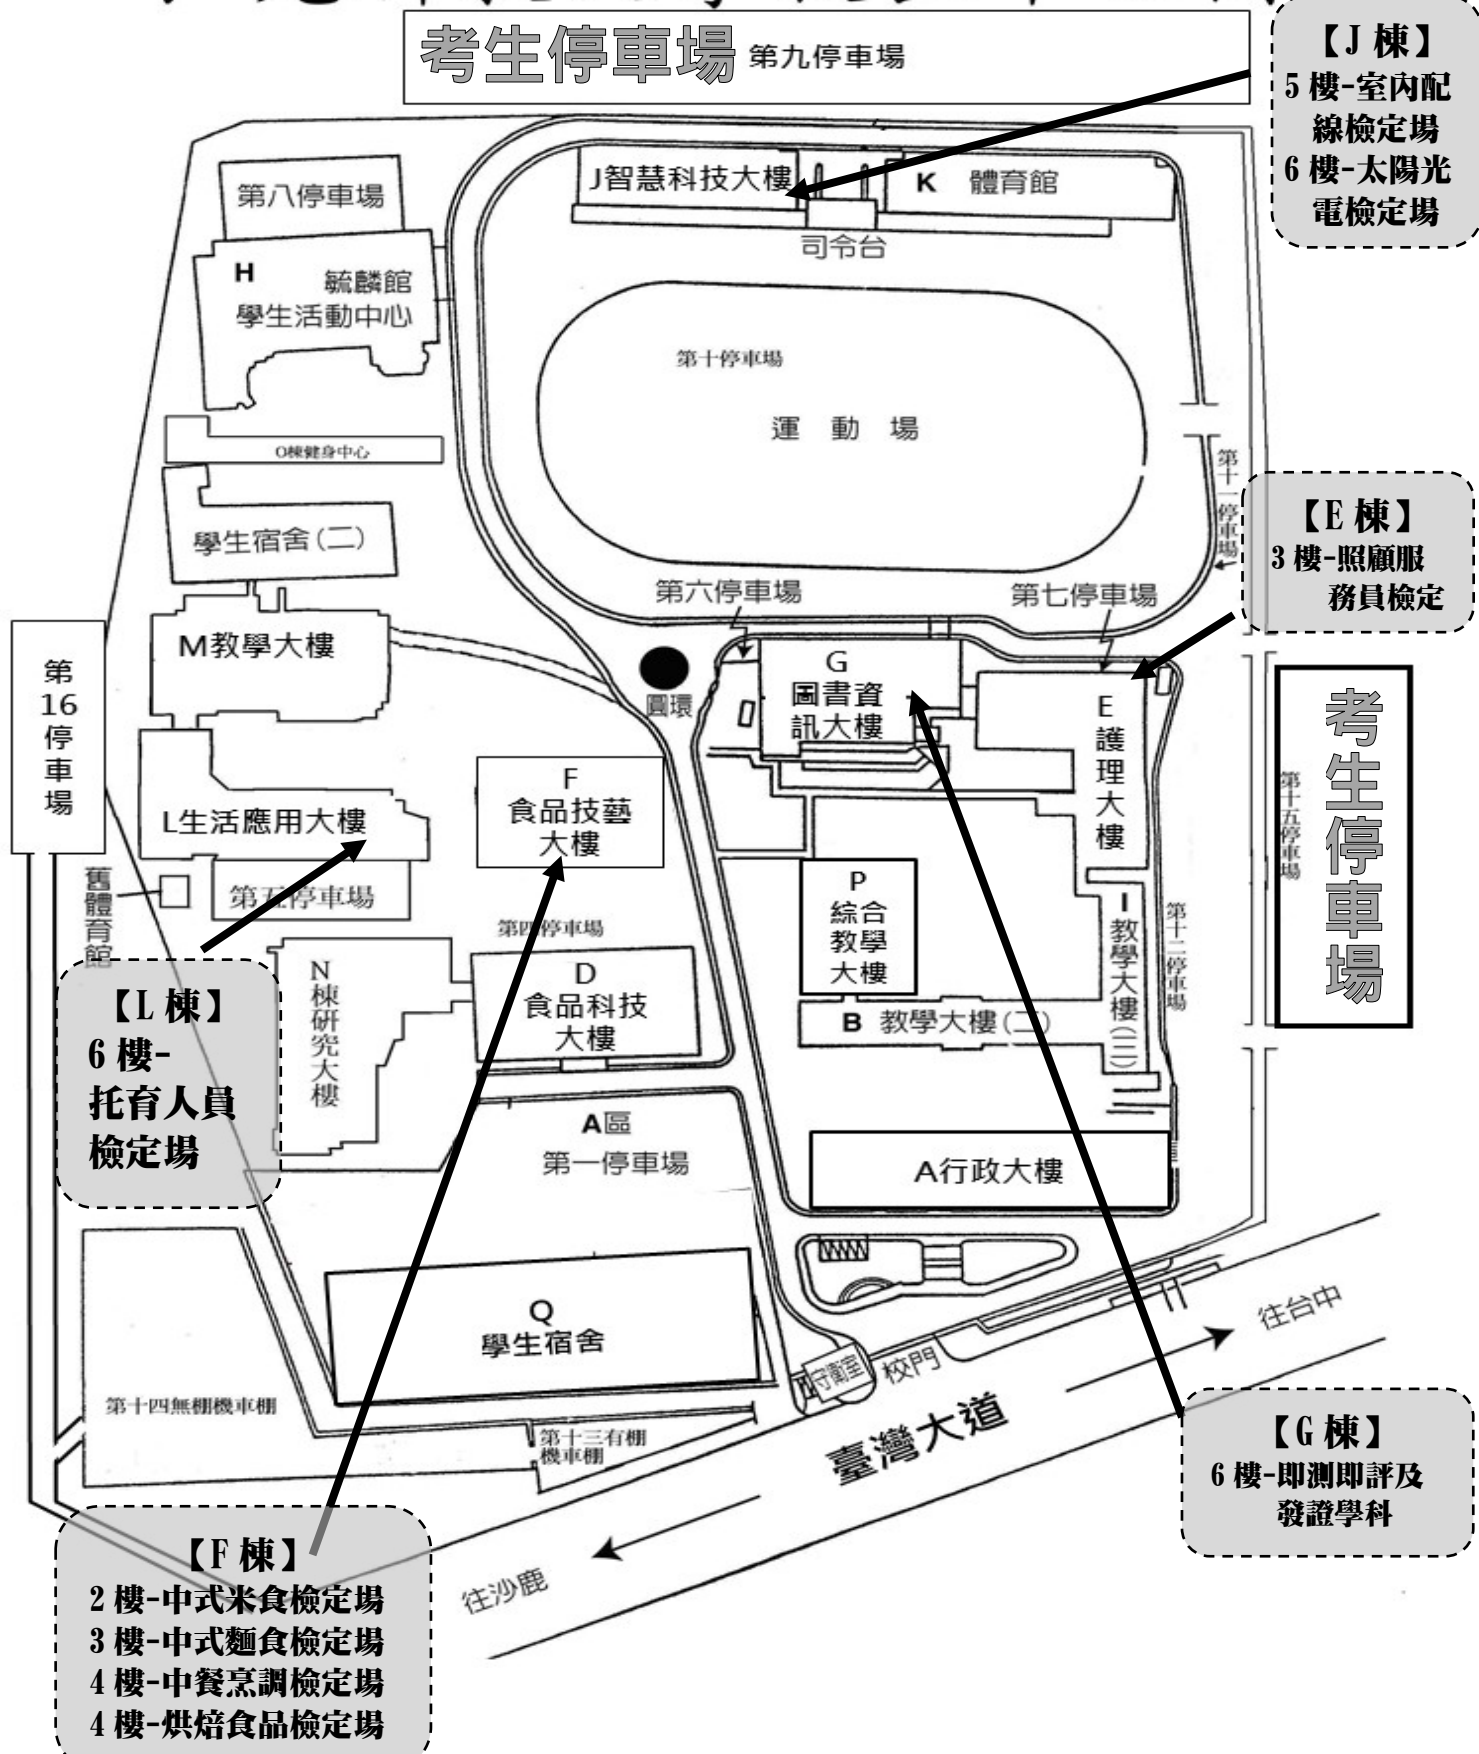 考生停車場 第九停車場
【J 棟】
5 樓-室內配
線檢定場
6 樓-太陽光
電檢定場
第八停車場
J智慧科技大樓
K 體育館
司令台
H 毓麟館
學生活動中心
第十停車場
運 動 場
O棟健身中心
學生宿舍(二)
第十一停車場
【E 棟】
3 樓-照顧服
務員檢定
第六停車場
第七停車場
M教學大樓
第16停車場
圓環
G
圖書資
訊大樓
E護理大樓
考生停車場
第十五停車場
F
食品技藝
大樓
L生活應用大樓
第五停車場
舊體育館
P
綜合
教學
大樓
I教學大樓(三)
第十二停車場
第四停車場
N棟研究大樓
D
食品科技
大樓
B 教學大樓(二)
【L 棟】
6 樓-
托育人員
檢定場
A區
第一停車場
A行政大樓
Q
學生宿舍
守衛室
校門
往台中
臺灣大道
第十四無棚機車棚
第十三有棚
機車棚
【G 棟】
6 樓-即測即評及
發證學科
往沙鹿
【F 棟】
2 樓-中式米食檢定場
3 樓-中式麵食檢定場
4 樓-中餐烹調檢定場
4 樓-烘焙食品檢定場